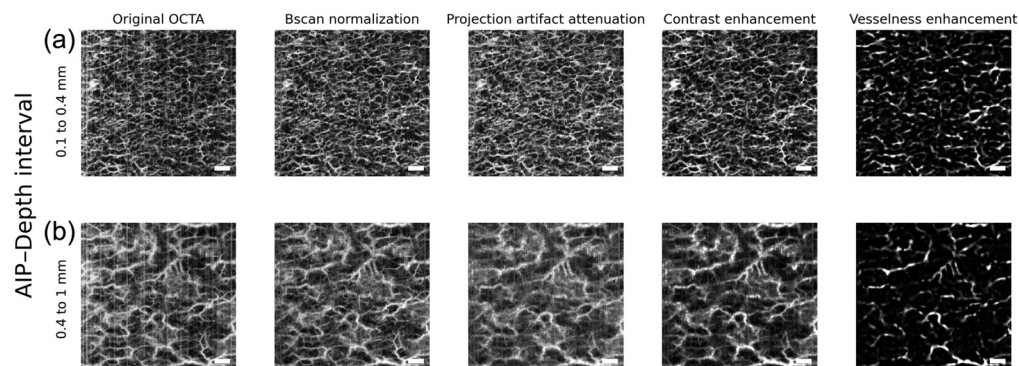 Original OCTA
Bscan normalization
Projection artifact attenuation
Contrast enhancement
Vesselness enhancement
AIP–Depth interval
(a)
0.1 to 0.4 mm
(b)
0.4 to 1 mm